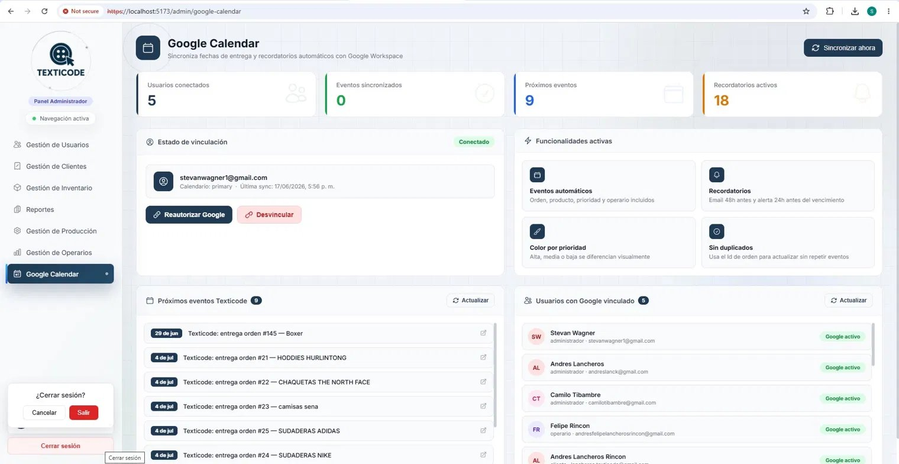 Not secure https://localhost:5173/admin/google-calendar
S
TEXTICODE
Panel Administrador
Navegación activa
Gestión de Usuarios
Gestión de Clientes
Gestión de Inventario
Reportes
Gestión de Producción
Gestión de Operarios
Google Calendar
¿Cerrar sesión?
Cancelar
Salir
Cerrar sesión
Cerrar sesión
Google Calendar
Sincroniza fechas de entrega y recordatorios automáticos con Google Workspace
Sincronizar ahora
Usuarios conectados
5
Eventos sincronizados
0
Próximos eventos
9
Recordatorios activos
18
Estado de vinculación
Conectado
stevanwagner1@gmail.com
Calendario: primary · Última sync: 17/06/2026, 5:56 p. m.
Reautorizar Google
Desvincular
Funcionalidades activas
Eventos automáticos
Orden, producto, prioridad y operario incluidos
Recordatorios
Email 48h antes y alerta 24h antes del vencimiento
Color por prioridad
Alta, media o baja se diferencian visualmente
Sin duplicados
Usa el Id de orden para actualizar sin repetir eventos
Próximos eventos Texticode 9
Actualizar
29 de jun Texticode: entrega orden #145 — Boxer
4 de jul Texticode: entrega orden #21 — HODDIES HURLINTONG
4 de jul Texticode: entrega orden #22 — CHAQUETAS THE NORTH FACE
4 de jul Texticode: entrega orden #23 — camisas sena
4 de jul Texticode: entrega orden #25 — SUDADERAS ADIDAS
4 de jul Texticode: entrega orden #24 — SUDADERAS NIKE
Usuarios con Google vinculado 5
Actualizar
SW
Stevan Wagner
administrador · stevanwagner1@gmail.com
Google activo
AL
Andres Lancheros
administrador · andreslanck@gmail.com
Google activo
CT
Camilo Tibambre
administrador · camilotibambre@gmail.com
Google activo
FR
Felipe Rincon
operario · andresfelipelancherosrincon@gmail.com
Google activo
AL
Andres Lancheros Rincon
Google activo